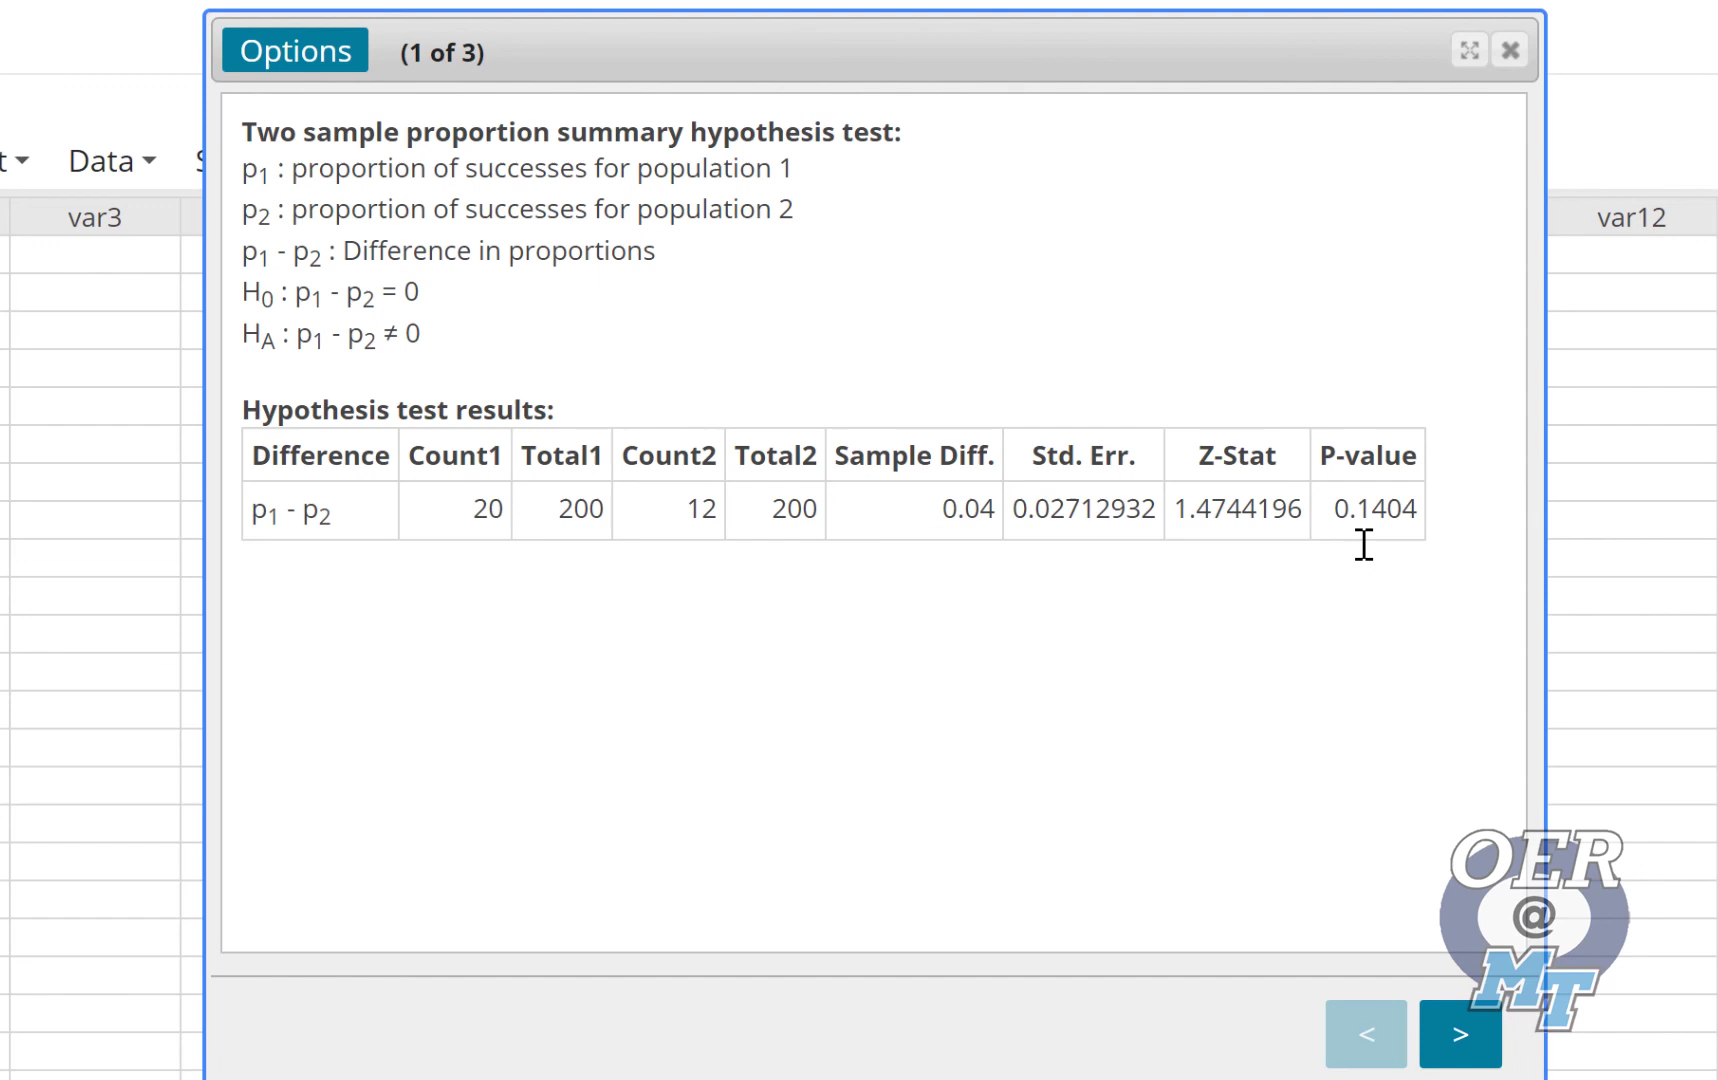 Options (1 of 3)
Two sample proportion summary hypothesis test:
p1 : proportion of successes for population 1
t Data S
p2 : proportion of successes for population 2
var3 var12
p1 - p2 : Difference in proportions
H0 : p1 - p2 = 0
HA : p1 - p2 ≠ 0
Hypothesis test results:
Difference Count1 Total1 Count2 Total2 Sample Diff. Std. Err. Z-Stat P-value
p1 - p2 20 200 12 200 0.04 0.02712932 1.4744196 0.1404
OER
@
MT
< >